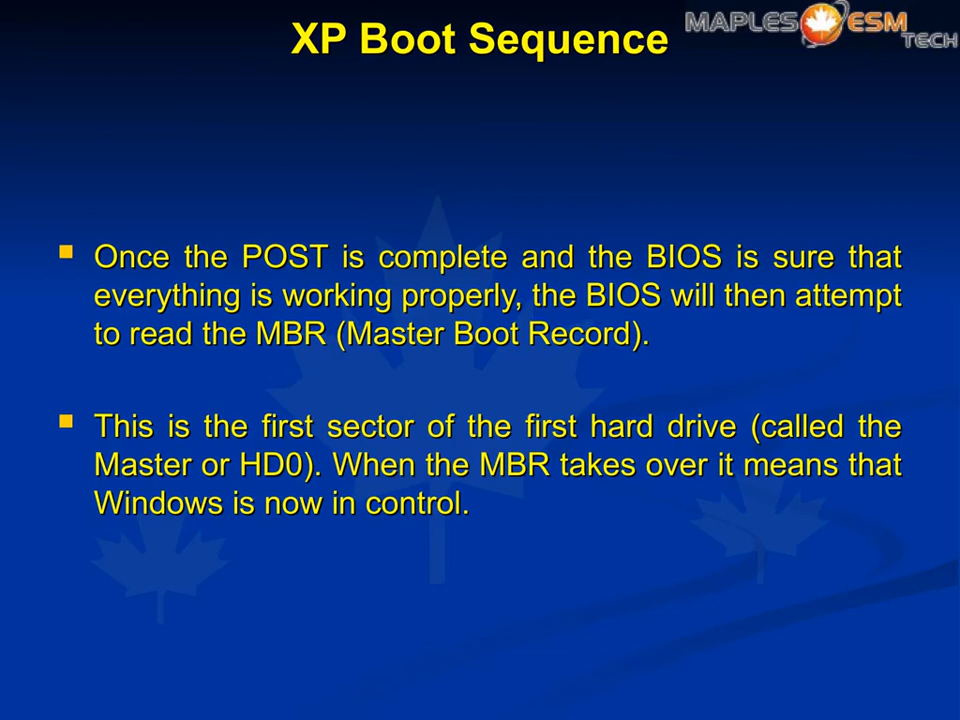 XP Boot Sequence
MAPLES ESM
TECH
Once the POST is complete and the BIOS is sure that
everything is working properly, the BIOS will then attempt
to read the MBR (Master Boot Record).
This is the first sector of the first hard drive (called the
Master or HD0). When the MBR takes over it means that
Windows is now in control.